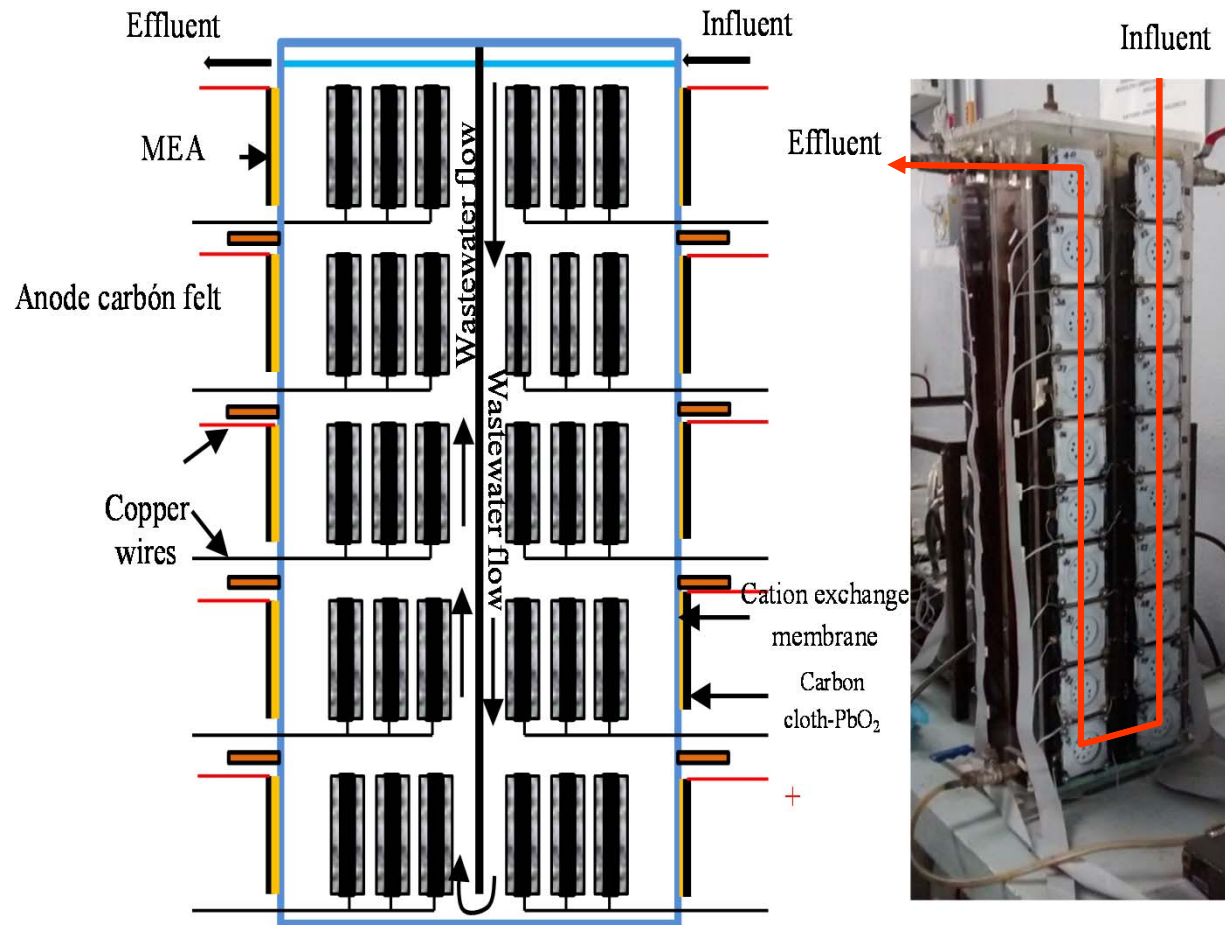 Effluent
Influent
MEA
Wastewater flow
Anode carbón felt
Wastewater flow
Copper
wires
Cation exchange
membrane
Carbon
cloth-PbO₂
+
Influent
Effluent